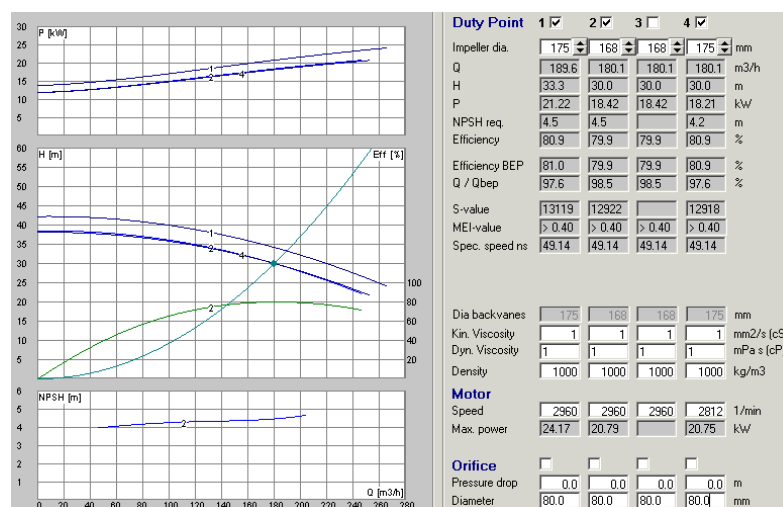 P [kW]
30
25
20
15
10
5
1
2
4
60
H [m]
Eff [%]
55
50
45
40
35
30
25
20
15
10
5
100
80
60
40
20
1
2
4
2
6
NPSH [m]
5
4
3
2
1
2
Q [m3/h]
0 20 40 60 80 100 120 140 160 180 200 220 240 260 280
Duty Point 1 2 3 4
Impeller dia. 175 168 168 175 mm
Q 189.6 180.1 180.1 180.1 m3/h
H 33.3 30.0 30.0 30.0 m
P 21.22 18.42 18.42 18.21 kW
NPSH req. 4.5 4.5 4.2 m
Efficiency 80.9 79.9 79.9 80.9 %
Efficiency BEP 81.0 79.9 79.9 80.9 %
Q / Qbep 97.6 98.5 98.5 97.6 %
S-value 13119 12922 12918
MEI-value > 0.40 > 0.40 > 0.40 > 0.40
Spec. speed ns 49.14 49.14 49.14 49.14
Dia backvanes 175 168 168 175 mm
Kin. Viscosity 1 1 1 1 mm2/s (cS
Dyn. Viscosity 1 1 1 1 mPa s (cP
Density 1000 1000 1000 1000 kg/m3
Motor
Speed 2960 2960 2960 2812 1/min
Max. power 24.17 20.79 20.75 kW
Orifice
Pressure drop 0.0 0.0 0.0 0.0 m
Diameter 80.0 80.0 80.0 80.0 mm